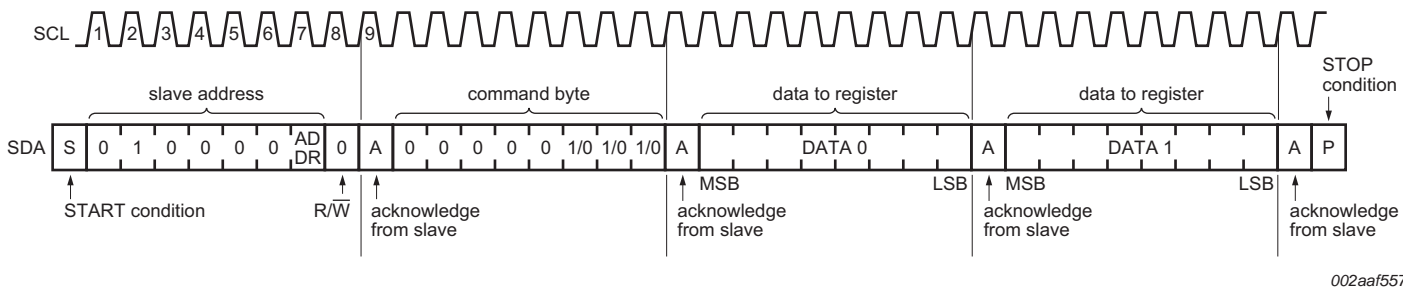 SCL 1 2 3 4 5 6 7 8 9
STOP condition
slave address command byte data to register data to register
SDA S 0 1 0 0 0 0 AD DR 0 A 0 0 0 0 0 1/0 1/0 1/0 A DATA 0 A DATA 1 A P
MSB LSB MSB LSB
START condition R/W̅ acknowledge from slave acknowledge from slave acknowledge from slave acknowledge from slave
002aaf557